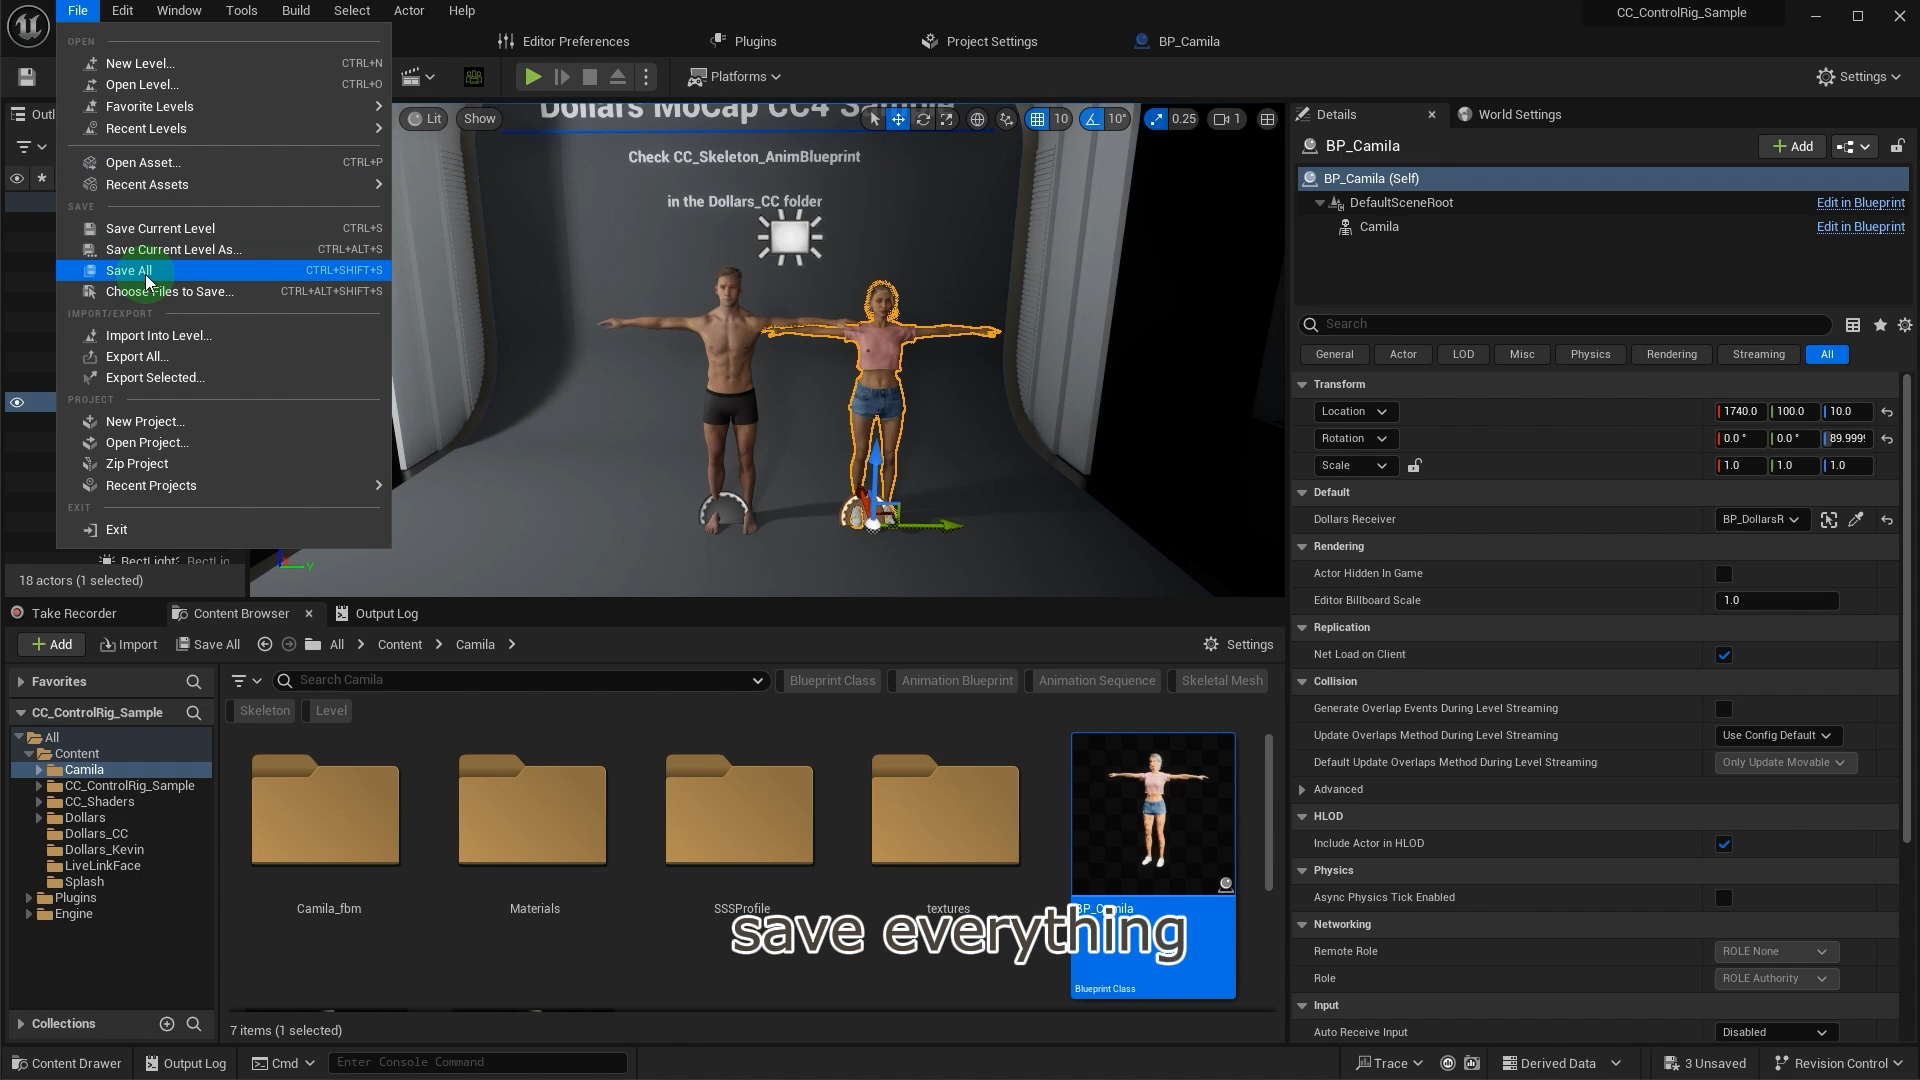 File Edit Window Tools Build Select Actor Help
CC_ControlRig_Sample
Editor Preferences
Plugins
Project Settings
BP_Camila
Platforms
Settings
OPEN
New Level... CTRL+N
Open Level... CTRL+O
Favorite Levels
Recent Levels
Open Asset... CTRL+P
Recent Assets
SAVE
Save Current Level CTRL+S
Save Current Level As... CTRL+ALT+S
Save All CTRL+SHIFT+S
Choose Files to Save... CTRL+ALT+SHIFT+S
IMPORT/EXPORT
Import Into Level...
Export All...
Export Selected...
PROJECT
New Project...
Open Project...
Zip Project
Recent Projects
EXIT
Exit
Outl
RectLight RectLig
18 actors (1 selected)
Lit Show
10 10° 0.25 1
Dollars MoCap CC4 Sample
Check CC_Skeleton_AnimBlueprint
in the Dollars_CC folder
Details
World Settings
BP_Camila
Add
BP_Camila (Self)
DefaultSceneRoot Edit in Blueprint
Camila Edit in Blueprint
Search
General Actor LOD Misc Physics Rendering Streaming All
Transform
Location 1740.0 100.0 10.0
Rotation 0.0 ° 0.0 ° 89.999
Scale 1.0 1.0 1.0
Default
Dollars Receiver BP_DollarsR
Rendering
Actor Hidden In Game
Editor Billboard Scale 1.0
Replication
Net Load on Client
Collision
Generate Overlap Events During Level Streaming
Update Overlaps Method During Level Streaming Use Config Default
Default Update Overlaps Method During Level Streaming Only Update Movable
Advanced
HLOD
Include Actor in HLOD
Physics
Async Physics Tick Enabled
Networking
Remote Role ROLE None
Role ROLE Authority
Input
Auto Receive Input Disabled
Take Recorder
Content Browser
Output Log
Add Import Save All All Content Camila Settings
Favorites
Search Camila
Blueprint Class Animation Blueprint Animation Sequence Skeletal Mesh
Skeleton Level
CC_ControlRig_Sample
All
Content
Camila
CC_ControlRig_Sample
CC_Shaders
Dollars
Dollars_CC
Dollars_Kevin
LiveLinkFace
Splash
Plugins
Engine
Collections
Camila_fbm
Materials
SSSProfile
textures
BP_Camila
Blueprint Class
save everything
7 items (1 selected)
Content Drawer Output Log Cmd Enter Console Command Trace Derived Data 3 Unsaved Revision Control